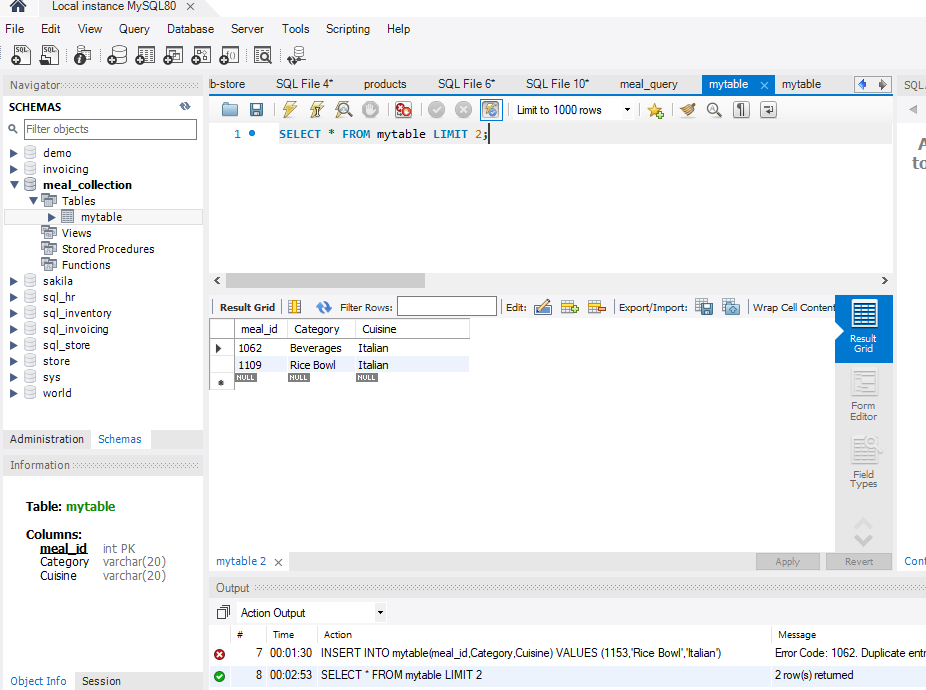 Local instance MySQL80
File Edit View Query Database Server Tools Scripting Help
Navigator
SCHEMAS
Filter objects
demo
invoicing
meal_collection
Tables
mytable
Views
Stored Procedures
Functions
sakila
sql_hr
sql_inventory
sql_invoicing
sql_store
store
sys
world
Administration Schemas
Information
Table: mytable
Columns:
meal_id int PK
Category varchar(20)
Cuisine varchar(20)
Object Info Session
b-store SQL File 4* products SQL File 6* SQL File 10* meal_query mytable mytable
Limit to 1000 rows
1 SELECT * FROM mytable LIMIT 2;
Result Grid Filter Rows: Edit: Export/Import: Wrap Cell Content
meal_id Category Cuisine
1062 Beverages Italian
1109 Rice Bowl Italian
NULL NULL NULL
Result
Grid
Form
Editor
Field
Types
mytable 2 Apply Revert
Output
Action Output
# Time Action Message
7 00:01:30 INSERT INTO mytable(meal_id,Category,Cuisine) VALUES (1153,'Rice Bowl','Italian') Error Code: 1062. Duplicate entr
8 00:02:53 SELECT * FROM mytable LIMIT 2 2 row(s) returned
SQL
A
to
Cont